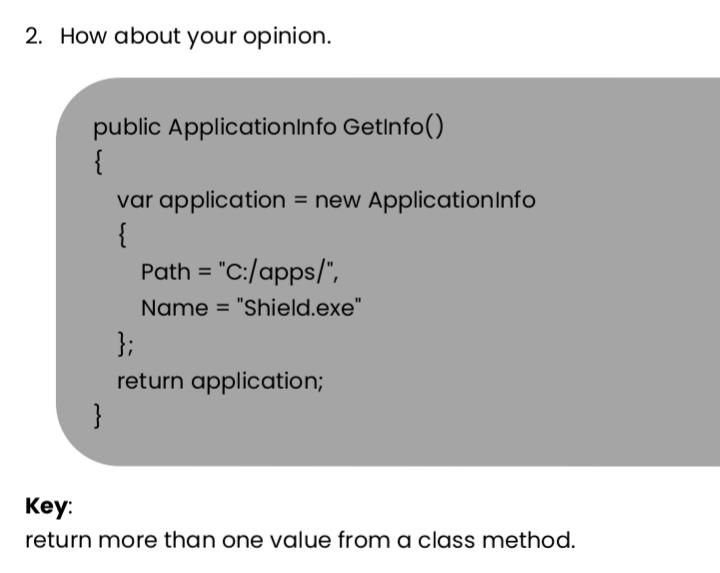 2. How about your opinion.
public ApplicationInfo GetInfo()
{
var application = new ApplicationInfo
{
Path = "C:/apps/",
Name = "Shield.exe"
};
return application;
}
Key:
return more than one value from a class method.